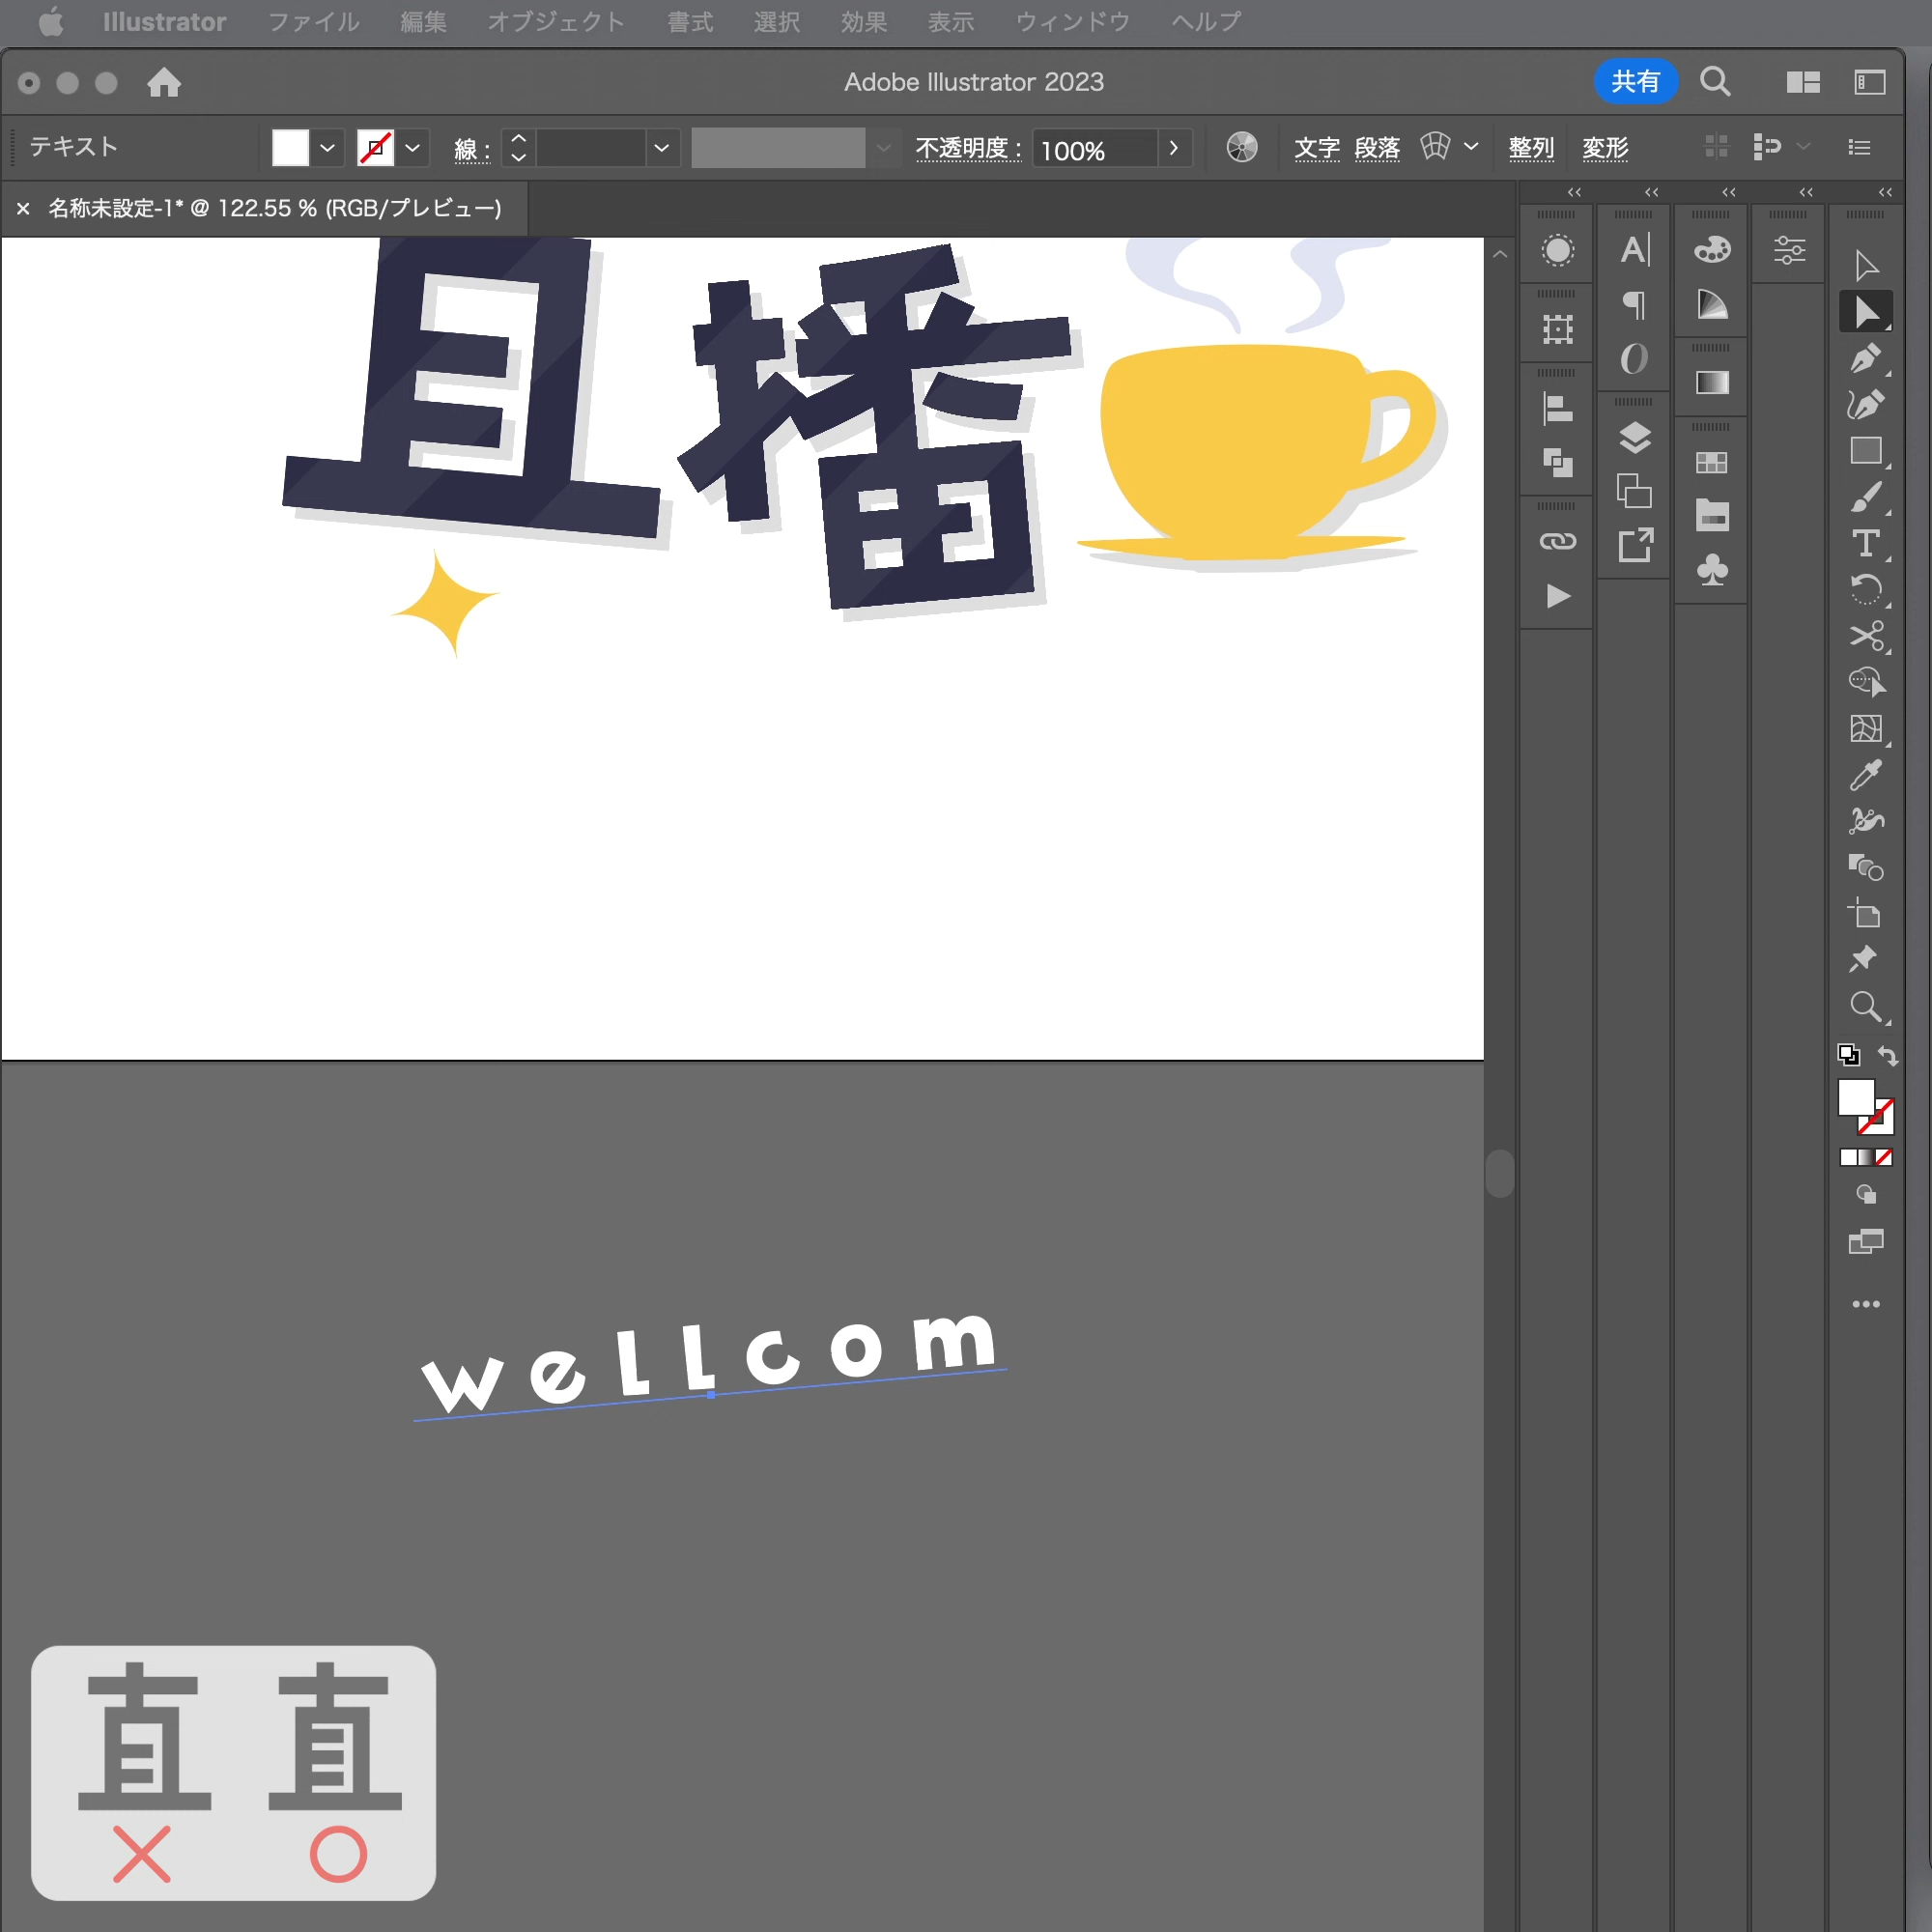 Illustrator ファイル 編集 オブジェクト 書式 選択 効果 表示 ウィンドウ ヘルプ
Adobe Illustrator 2023 共有
テキスト 線: 不透明度: 100% 文字 段落 整列 変形
× 名称未設定-1* @ 122.55 % (RGB/プレビュー)
直播
wellcom
直 直